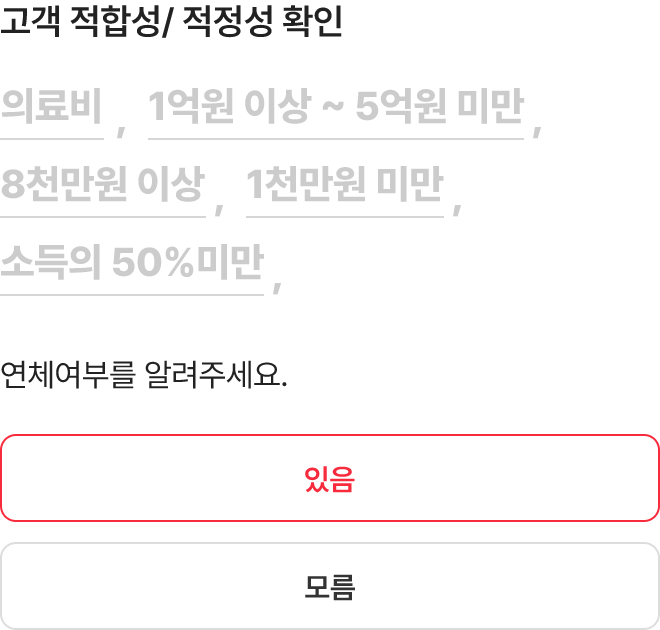 고객 적합성/ 적정성 확인
의료비 , 1억원 이상 ~ 5억원 미만 ,
8천만원 이상 , 1천만원 미만 ,
소득의 50%미만 ,
연체여부를 알려주세요.
있음
모름